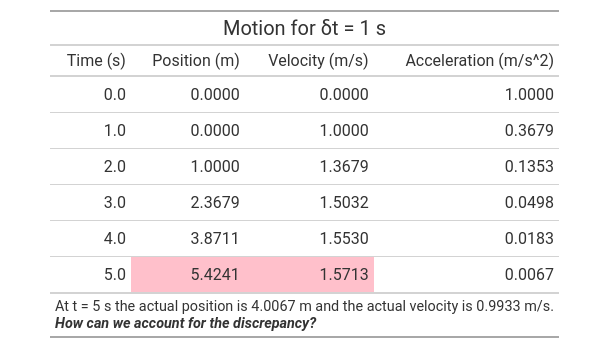 Motion for δt = 1 s
Time (s) Position (m) Velocity (m/s) Acceleration (m/s^2)
0.0 0.0000 0.0000 1.0000
1.0 0.0000 1.0000 0.3679
2.0 1.0000 1.3679 0.1353
3.0 2.3679 1.5032 0.0498
4.0 3.8711 1.5530 0.0183
5.0 5.4241 1.5713 0.0067
At t = 5 s the actual position is 4.0067 m and the actual velocity is 0.9933 m/s.
How can we account for the discrepancy?